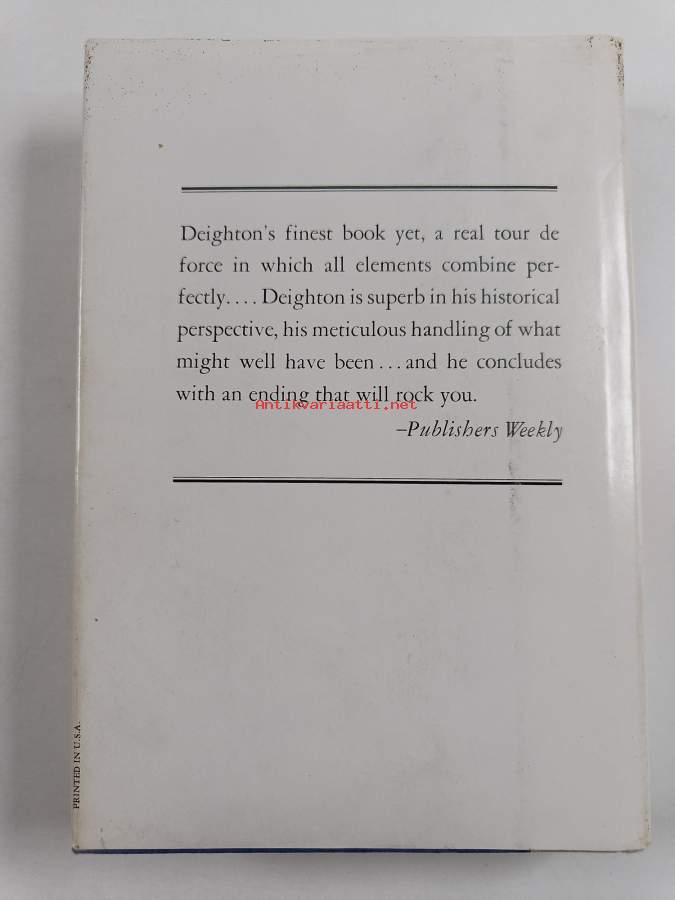 Deighton's finest book yet, a real tour de
force in which all elements combine per-
fectly.... Deighton is superb in his historical
perspective, his meticulous handling of what
might well have been...and he concludes
with an ending that will rock you.
Antikvariaatti.net
–Publishers Weekly
PRINTED IN U.S.A.